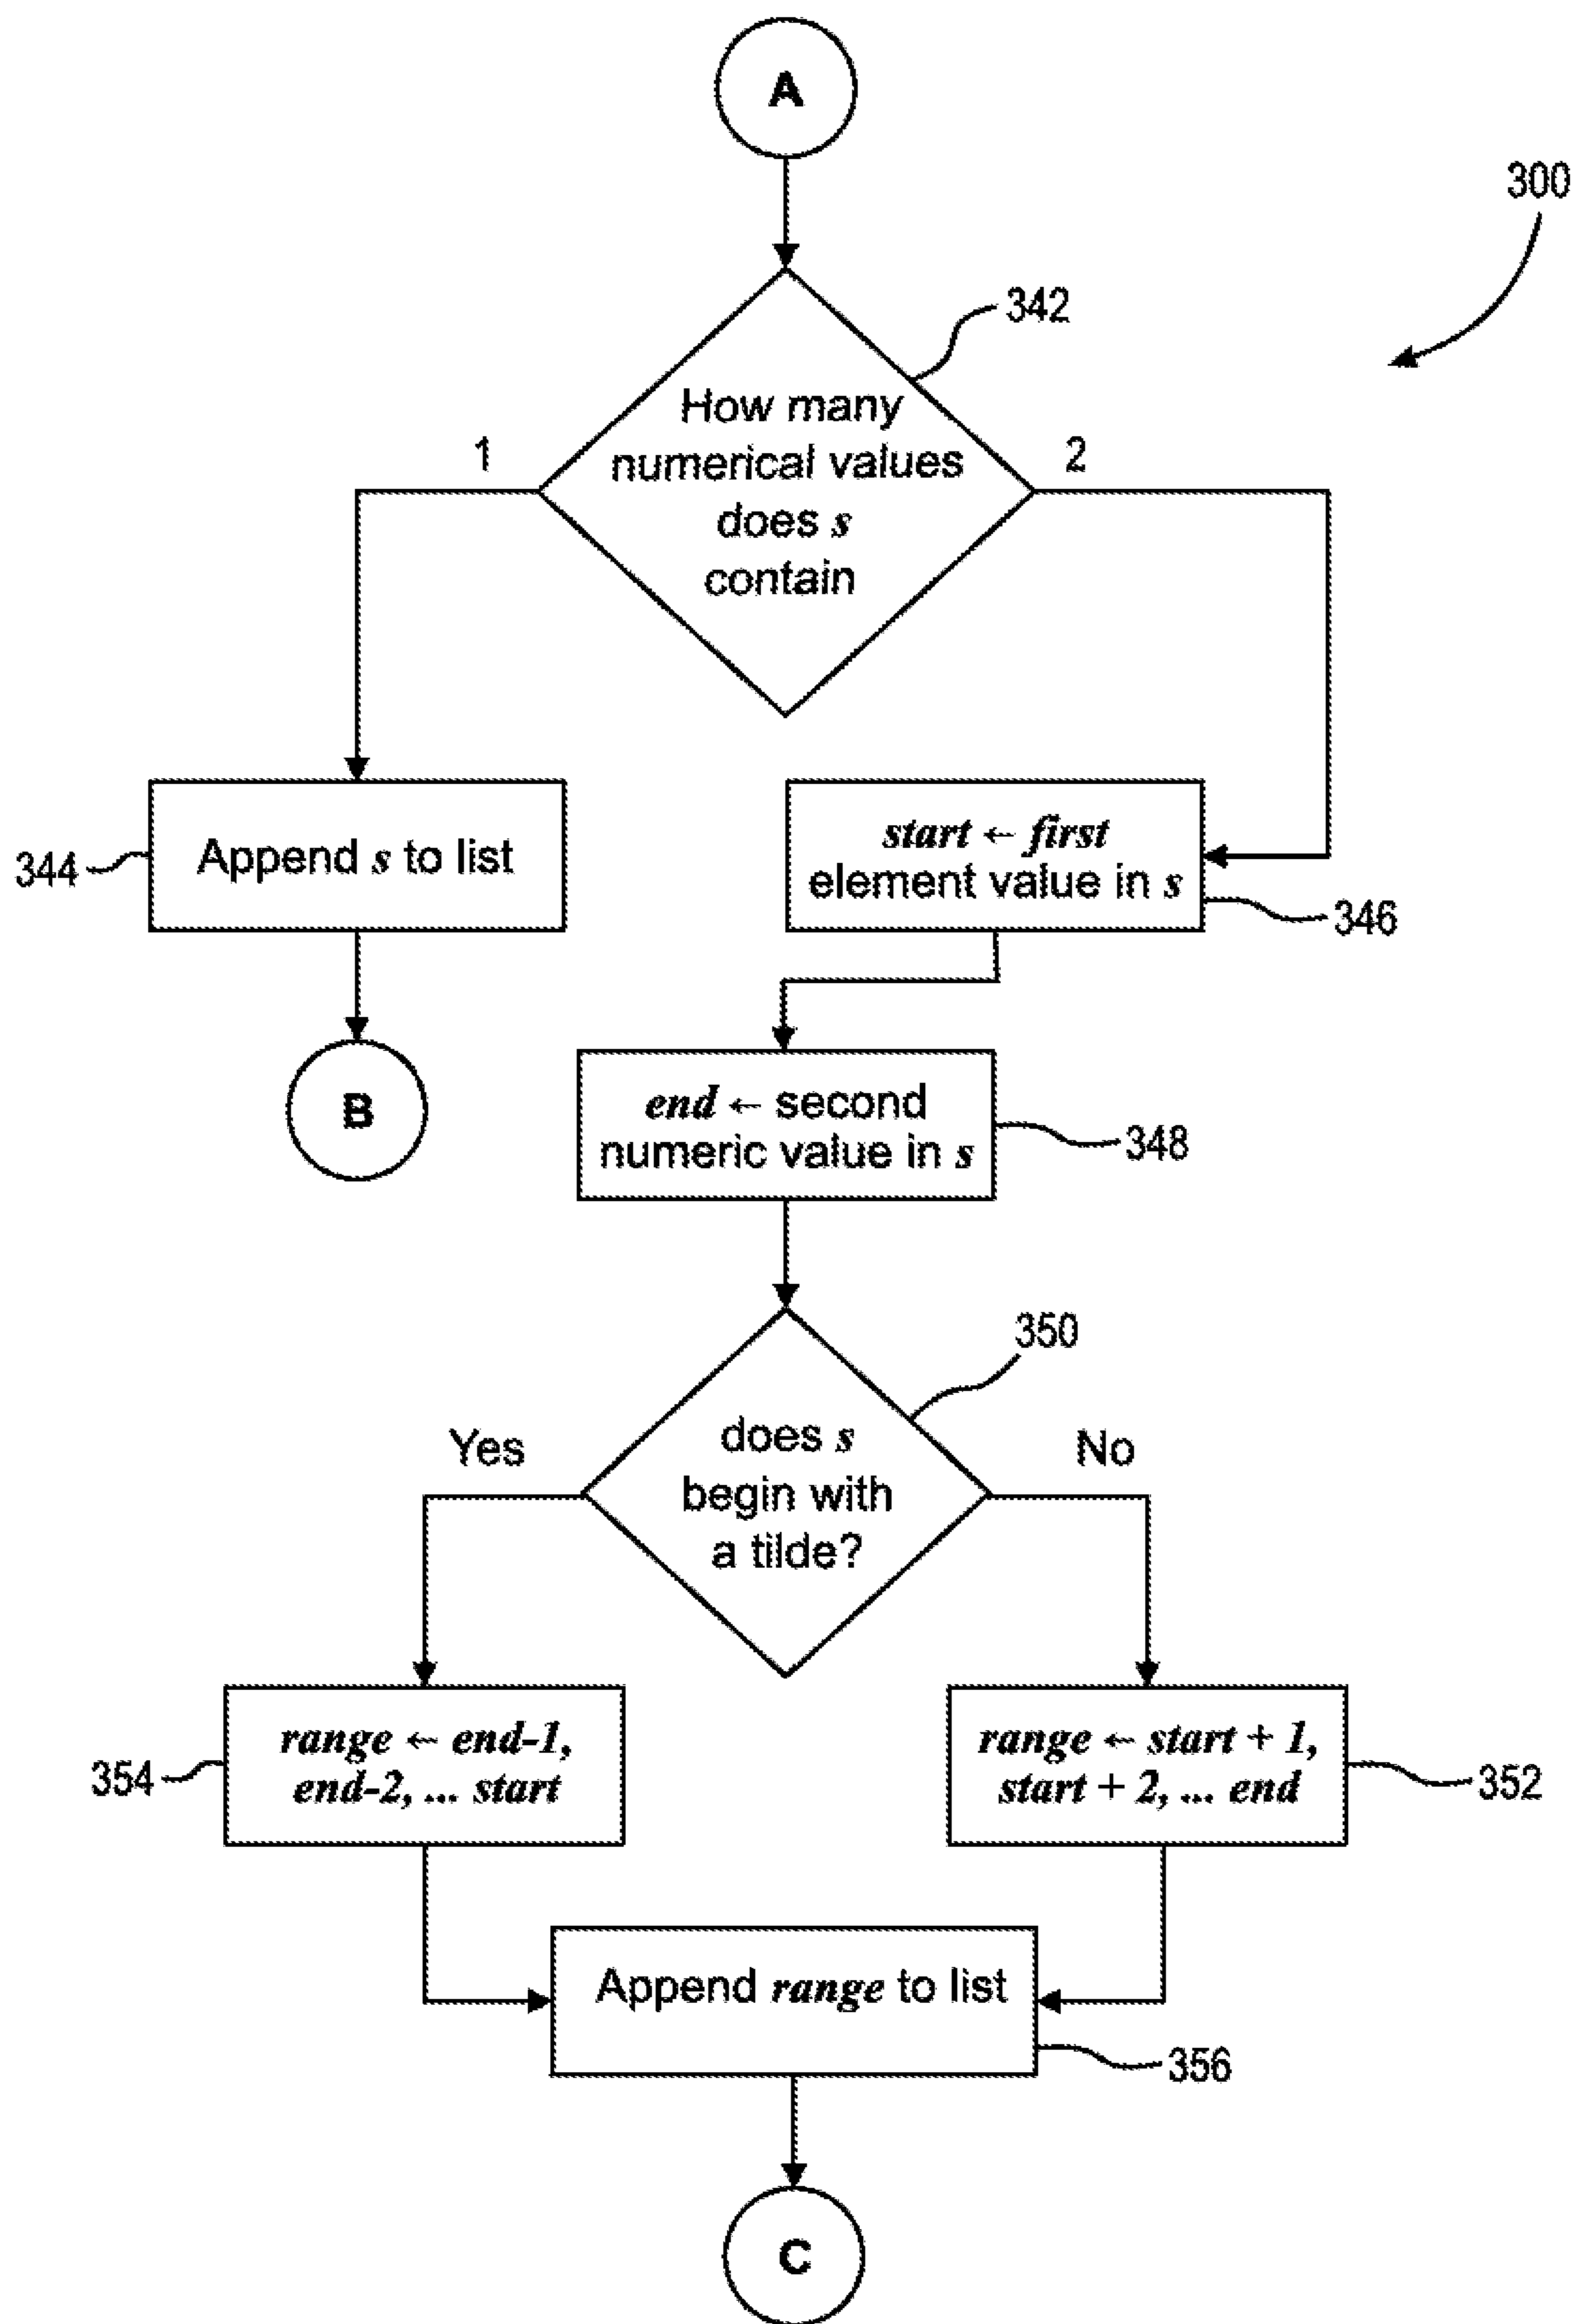 A
300
342
How many
numerical values
does s
contain
1
2
344
Append s to list
start ← first
element value in s
346
B
end ← second
numeric value in s
348
350
does s
begin with
a tilde?
Yes
No
354
range ← end-1,
end-2, ... start
range ← start + 1,
start + 2, ... end
352
Append range to list
356
C